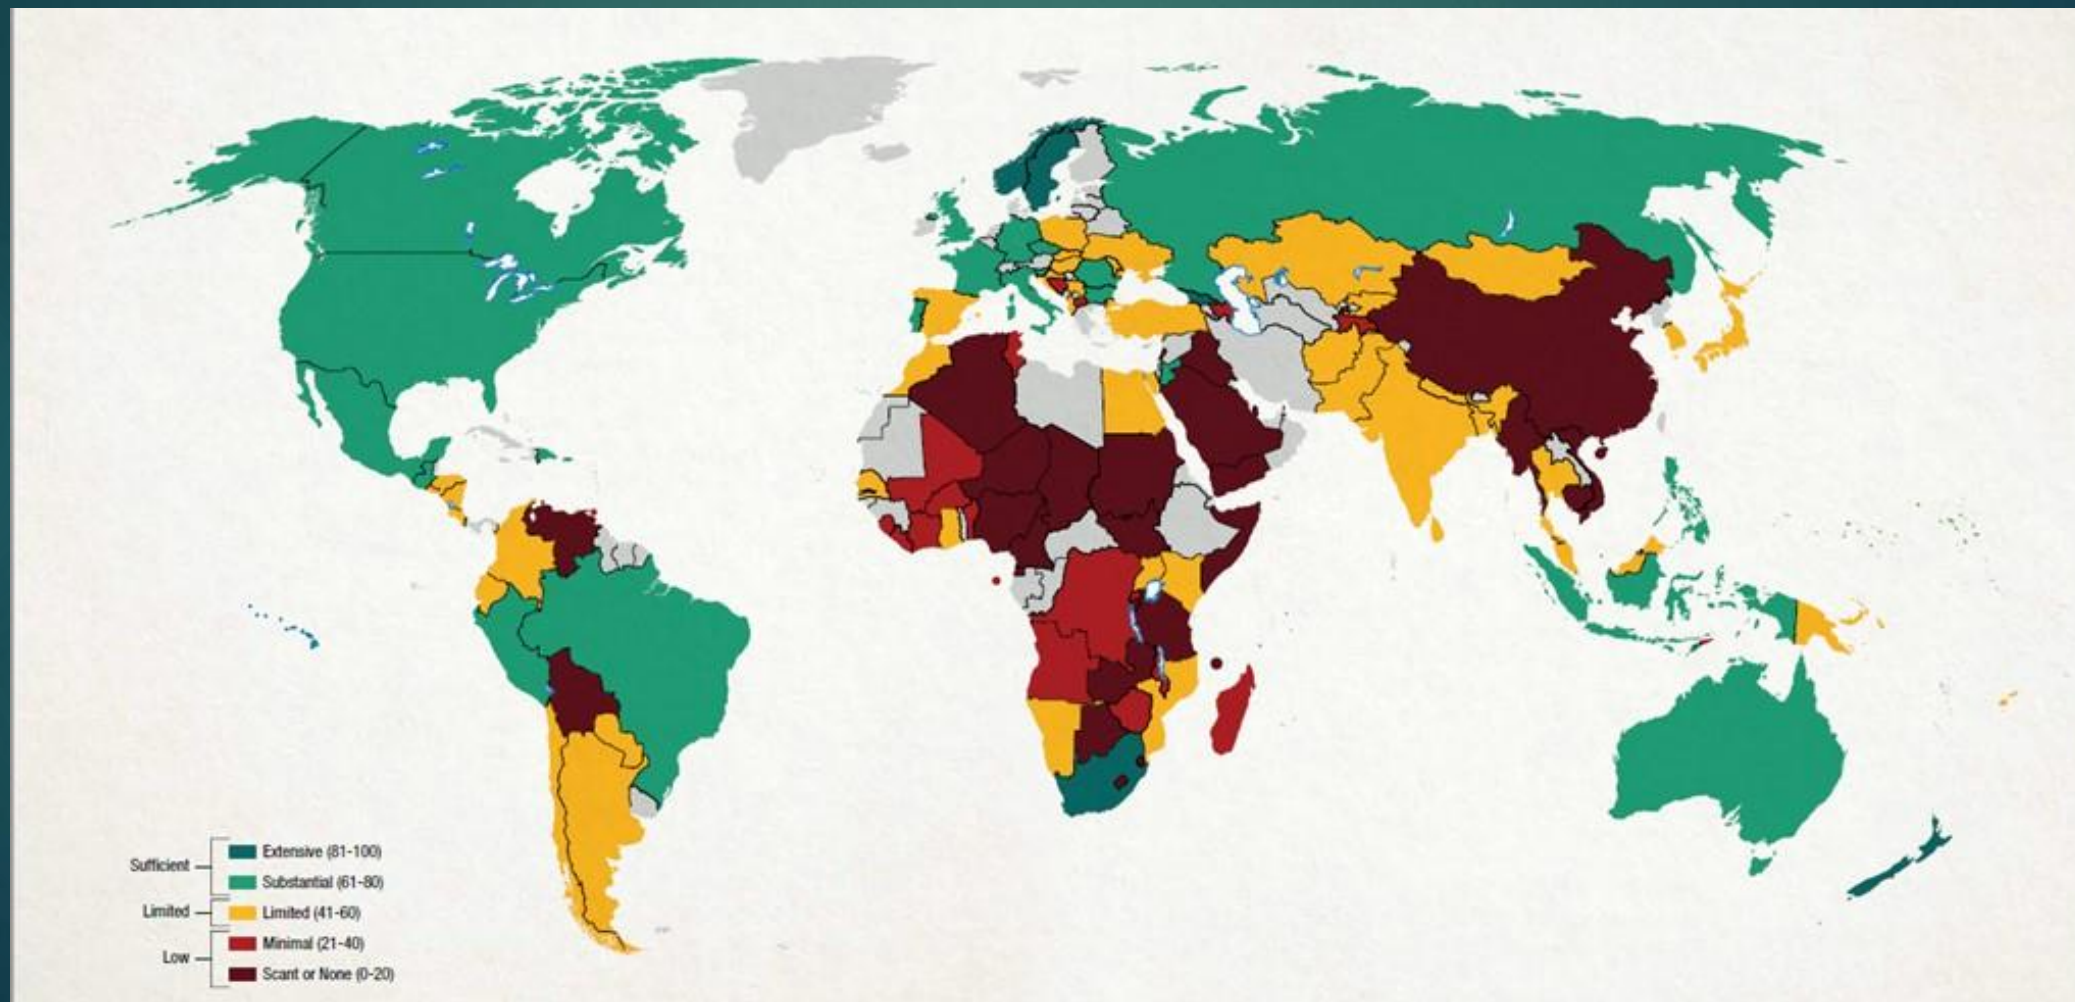 Sufficient
Extensive (81-100)
Substantial (61-80)
Limited
Limited (41-60)
Low
Minimal (21-40)
Scant or None (0-20)